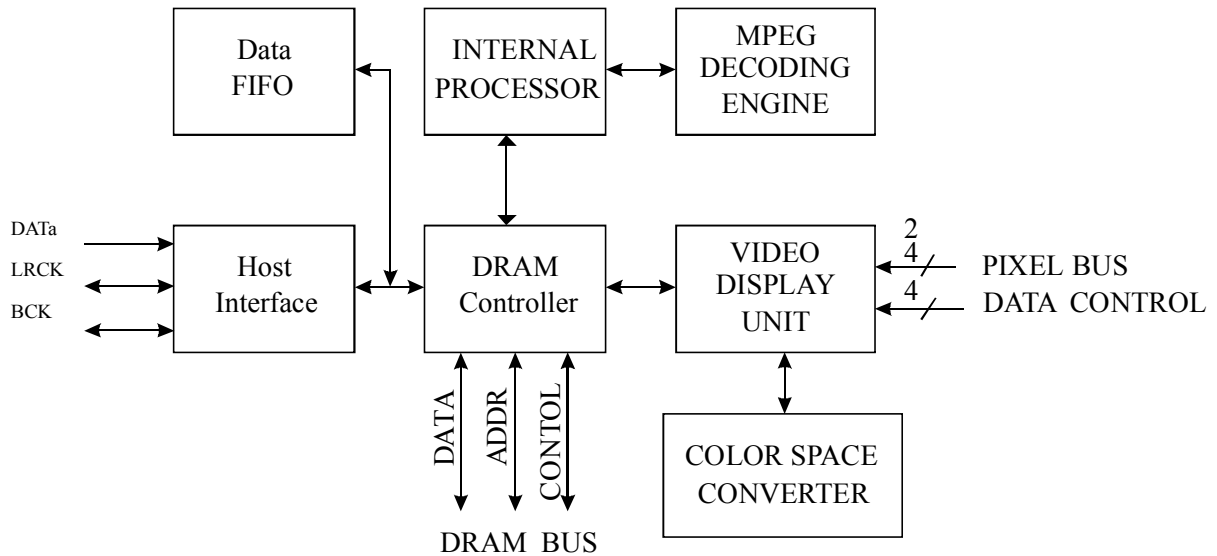 Data
FIFO
INTERNAL
PROCESSOR
MPEG
DECODING
ENGINE
DATa
LRCK
BCK
Host
Interface
DRAM
Controller
VIDEO
DISPLAY
UNIT
2
4
PIXEL BUS
4
DATA CONTROL
DATA
ADDR
CONTOL
DRAM BUS
COLOR SPACE
CONVERTER